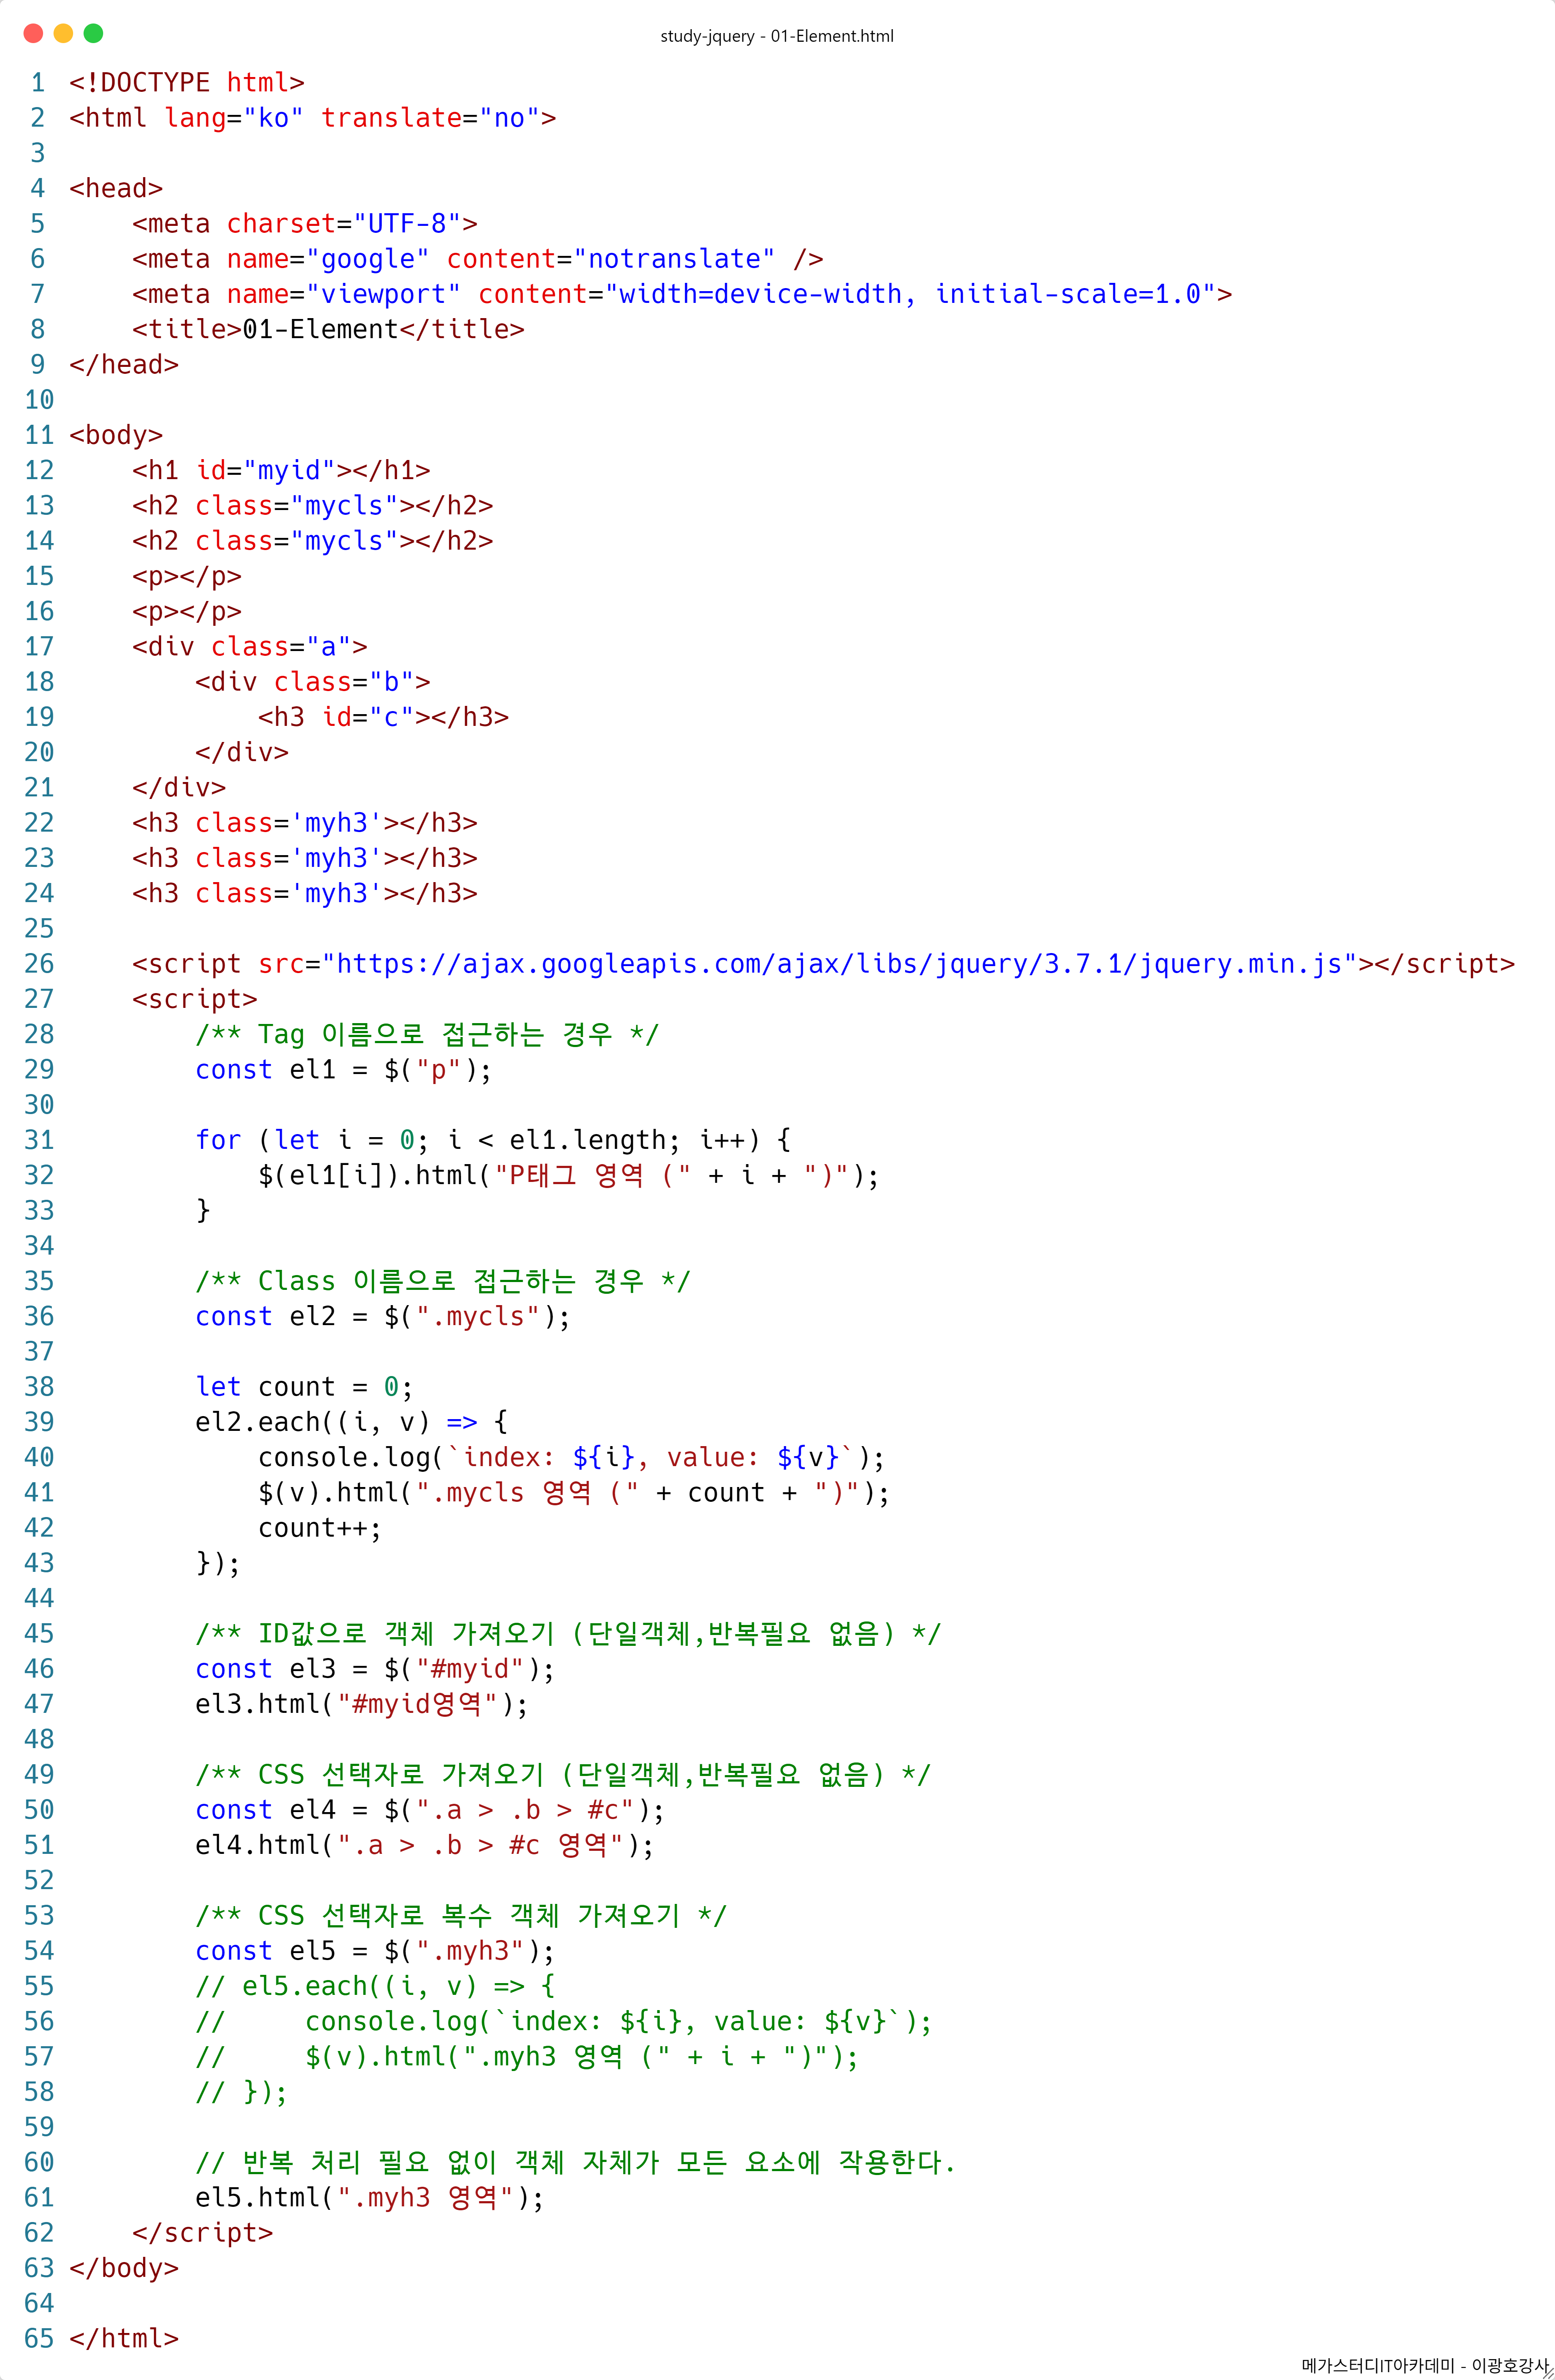 study-jquery - 01-Element.html
1 <!DOCTYPE html>
2 <html lang="ko" translate="no">
3
4 <head>
5     <meta charset="UTF-8">
6     <meta name="google" content="notranslate" />
7     <meta name="viewport" content="width=device-width, initial-scale=1.0">
8     <title>01-Element</title>
9 </head>
10
11 <body>
12     <h1 id="myid"></h1>
13     <h2 class="mycls"></h2>
14     <h2 class="mycls"></h2>
15     <p></p>
16     <p></p>
17     <div class="a">
18         <div class="b">
19             <h3 id="c"></h3>
20         </div>
21     </div>
22     <h3 class='myh3'></h3>
23     <h3 class='myh3'></h3>
24     <h3 class='myh3'></h3>
25
26     <script src="https://ajax.googleapis.com/ajax/libs/jquery/3.7.1/jquery.min.js"></script>
27     <script>
28         /** Tag 이름으로 접근하는 경우 */
29         const el1 = $("p");
30
31         for (let i = 0; i < el1.length; i++) {
32             $(el1[i]).html("P태그 영역 (" + i + ")");
33         }
34
35         /** Class 이름으로 접근하는 경우 */
36         const el2 = $(".mycls");
37
38         let count = 0;
39         el2.each((i, v) => {
40             console.log(`index: ${i}, value: ${v}`);
41             $(v).html(".mycls 영역 (" + count + ")");
42             count++;
43         });
44
45         /** ID값으로 객체 가져오기 (단일객체,반복필요 없음) */
46         const el3 = $("#myid");
47         el3.html("#myid영역");
48
49         /** CSS 선택자로 가져오기 (단일객체,반복필요 없음) */
50         const el4 = $(".a > .b > #c");
51         el4.html(".a > .b > #c 영역");
52
53         /** CSS 선택자로 복수 객체 가져오기 */
54         const el5 = $(".myh3");
55         // el5.each((i, v) => {
56         //     console.log(`index: ${i}, value: ${v}`);
57         //     $(v).html(".myh3 영역 (" + i + ")");
58         // });
59
60         // 반복 처리 필요 없이 객체 자체가 모든 요소에 작용한다.
61         el5.html(".myh3 영역");
62     </script>
63 </body>
64
65 </html>
메가스터디IT아카데미 - 이광호강사